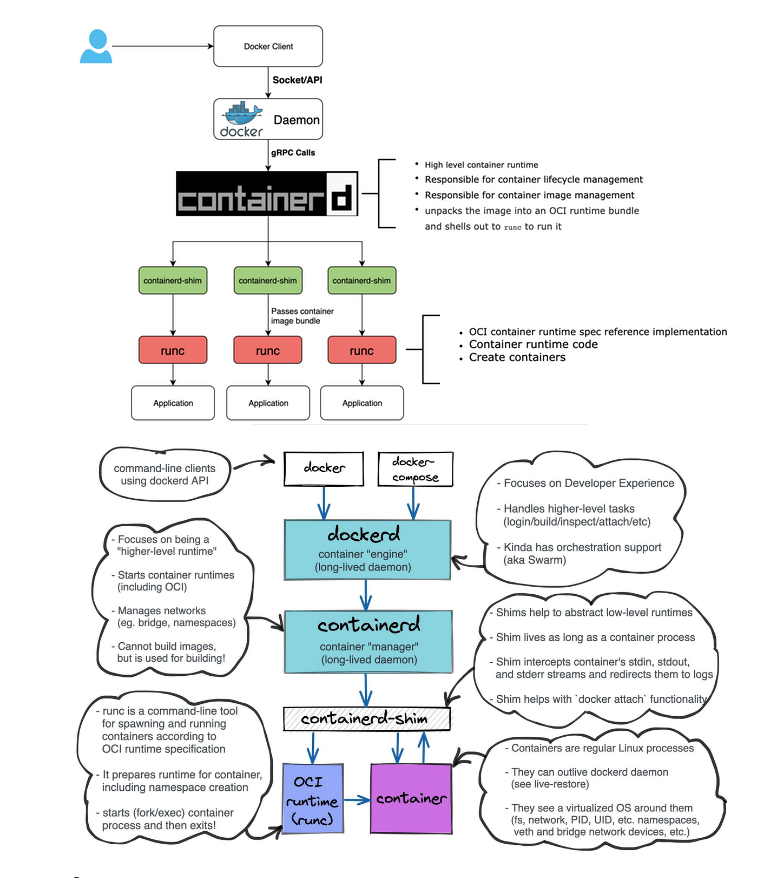 Docker Client
Socket/API
docker
Daemon
gRPC Calls
containerd
• High level container runtime
• Responsible for container lifecycle management
• Responsible for container image management
• unpacks the image into an OCI runtime bundle
and shells out to runc to run it
containerd-shim
containerd-shim
containerd-shim
Passes container
image bundle
runc
runc
runc
• OCI container runtime spec reference implementation
• Container runtime code
• Create containers
Application
Application
Application
command-line clients
using dockerd API
docker
docker-
compose
- Focuses on Developer Experience
- Handles higher-level tasks
(login/build/inspect/attach/etc)
- Kinda has orchestration support
(aka Swarm)
dockerd
container "engine"
(long-lived daemon)
- Focuses on being a
"higher-level runtime"
- Starts container runtimes
(including OCI)
- Manages networks
(eg. bridge, namespaces)
- Cannot build images,
but is used for building!
containerd
container "manager"
(long-lived daemon)
- Shims help to abstract low-level runtimes
- Shim lives as long as a container process
- Shim intercepts container's stdin, stdout,
and stderr streams and redirects them to logs
- Shim helps with `docker attach` functionality
containerd-shim
- runc is a command-line tool
for spawning and running
containers according to
OCI runtime specification
- It prepares runtime for container,
including namespace creation
- starts (fork/exec) container
process and then exits!
OCI
runtime
(runc)
container
- Containers are regular Linux processes
- They can outlive dockerd daemon
(see live-restore)
- They see a virtualized OS around them
(fs, network, PID, UID, etc. namespaces,
veth and bridge network devices, etc.)